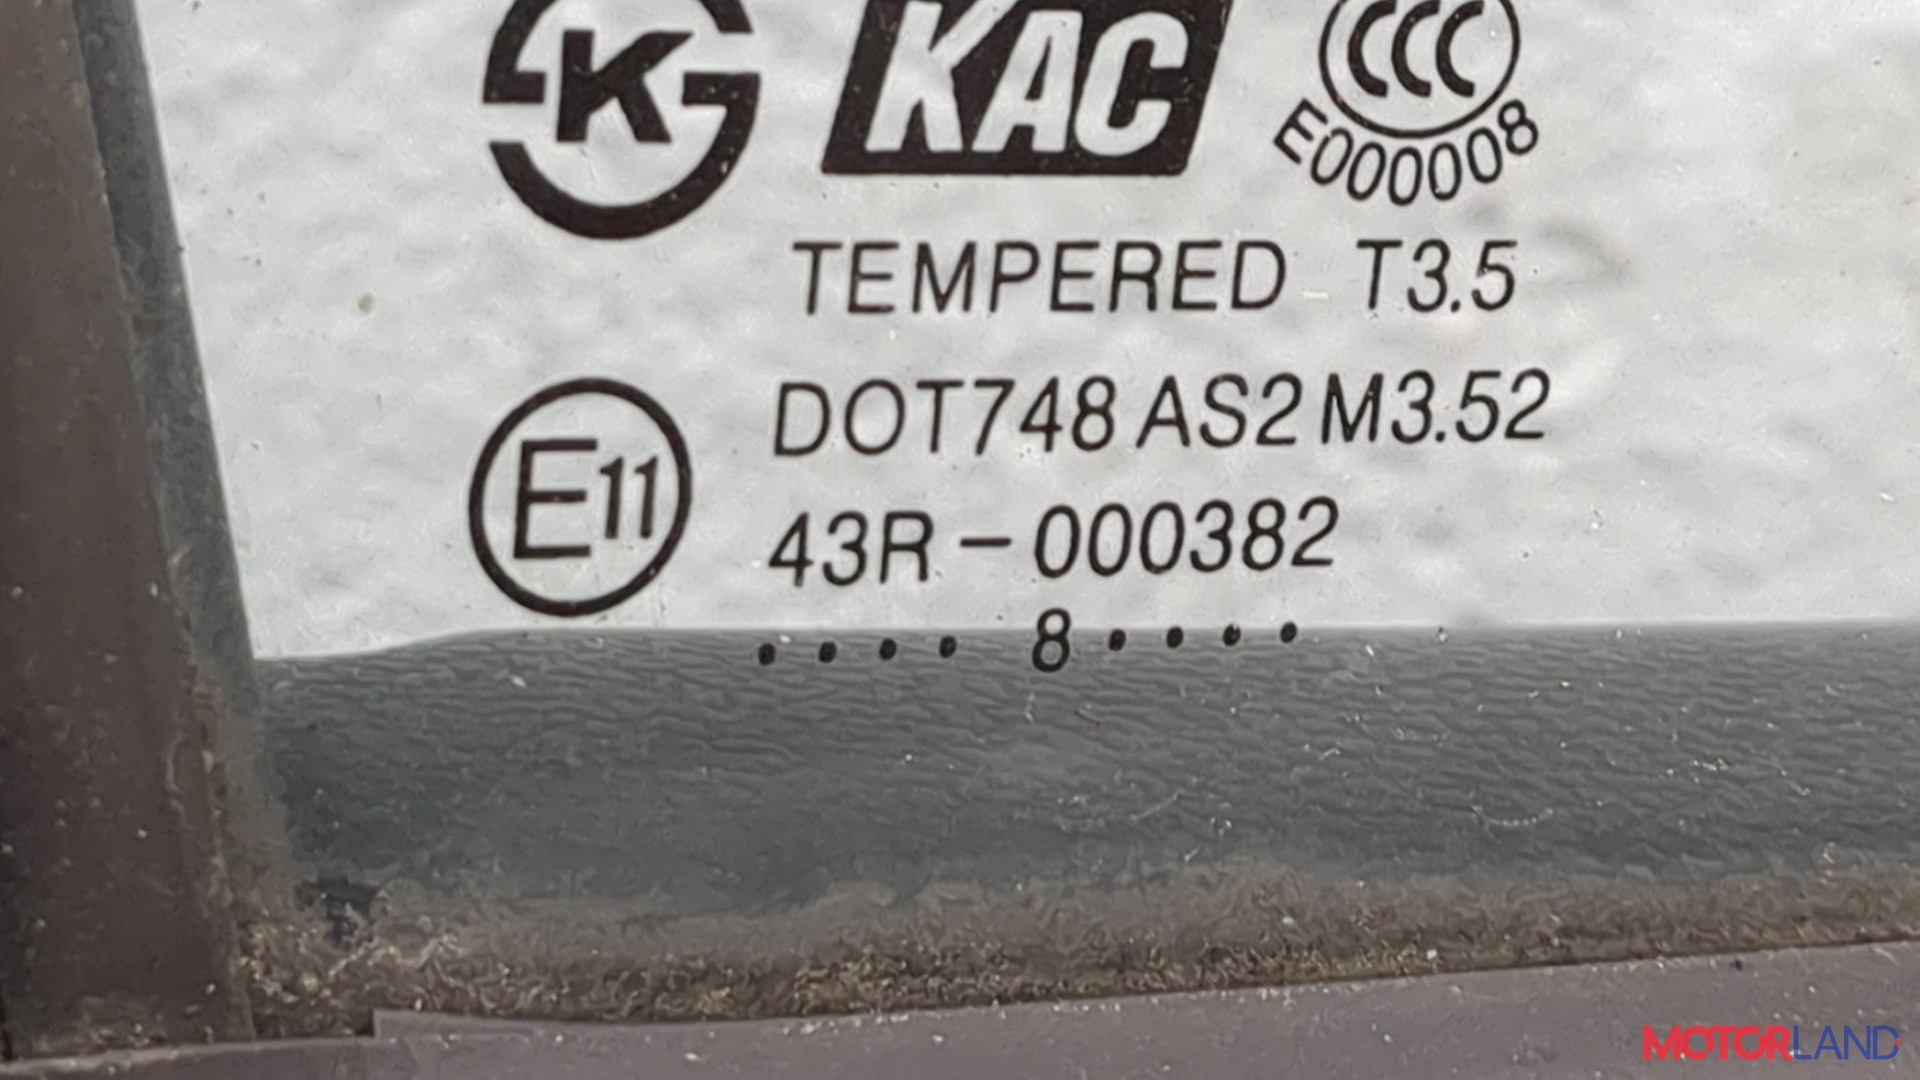 K KAC CCC
E000008
TEMPERED T3.5
DOT748 AS2 M3.52
E11 43R-000382
•••• 8 ••••
MOTORLAND